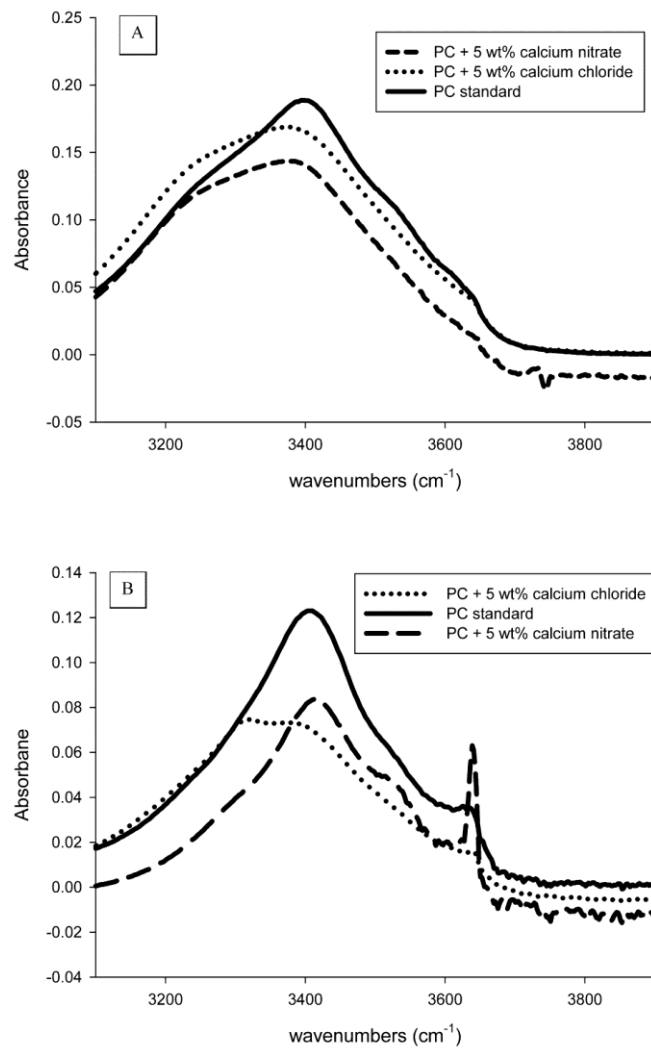 A
PC + 5 wt% calcium nitrate
PC + 5 wt% calcium chloride
PC standard
0.25
0.20
0.15
0.10
0.05
0.00
-0.05
Absorbance
3200 3400 3600 3800
wavenumbers (cm-1)
B
PC + 5 wt% calcium chloride
PC standard
PC + 5 wt% calcium nitrate
0.14
0.12
0.10
0.08
0.06
0.04
0.02
0.00
-0.02
-0.04
Absorbane
3200 3400 3600 3800
wavenumbers (cm-1)